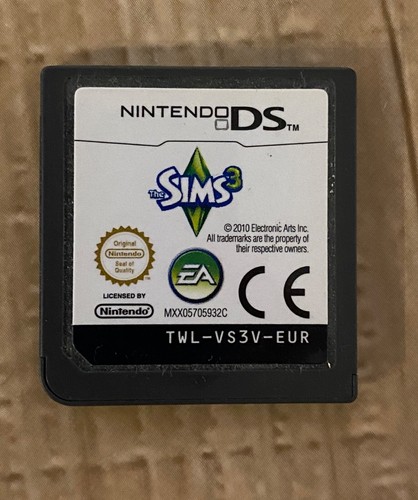 NINTENDO DS™
The SIMS 3
© 2010 Electronic Arts Inc.
All trademarks are the property of
their respective owners.
Original
Nintendo
Seal of
Quality
TM
EA
LICENSED BY
Nintendo
MXX05705932C
CE
TWL-VS3V-EUR